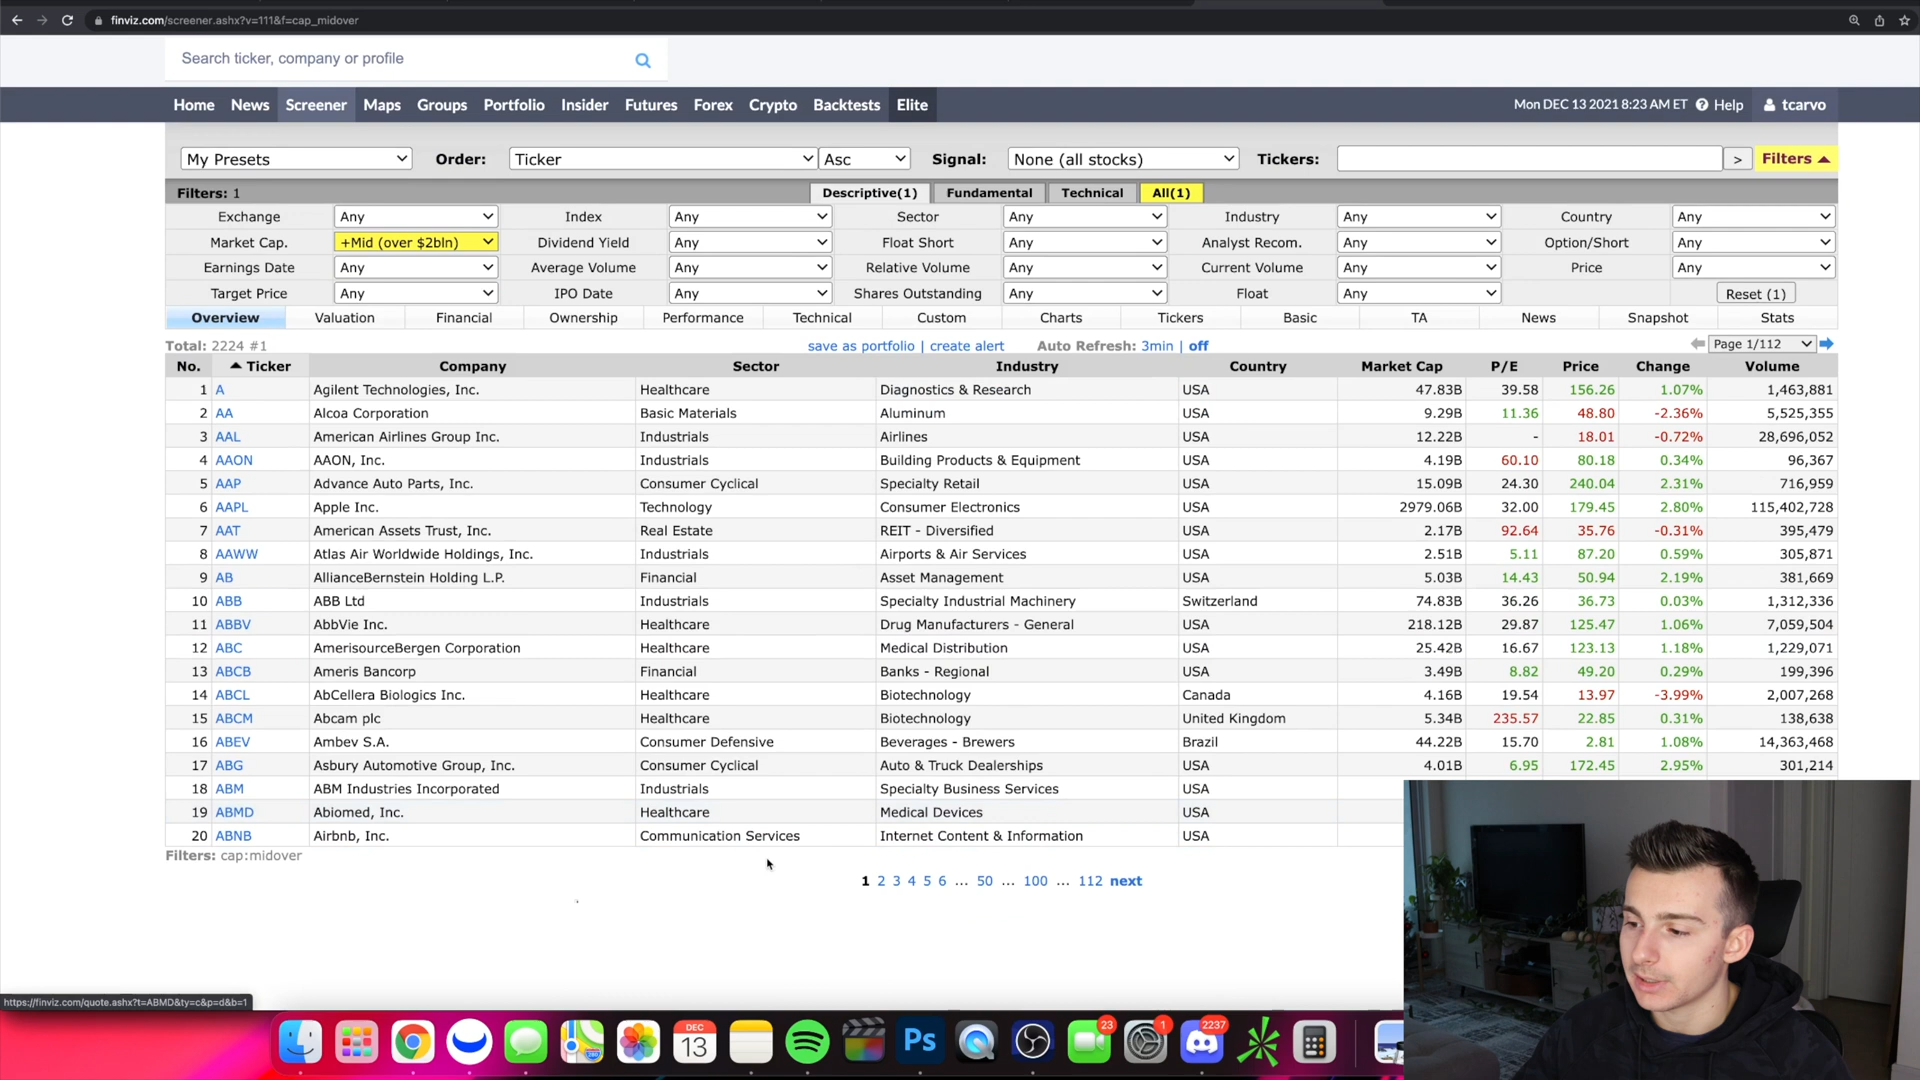 finviz.com/screener.ashx?v=111&f=cap_midover
Search ticker, company or profile
Home News Screener Maps Groups Portfolio Insider Futures Forex Crypto Backtests Elite Mon DEC 13 2021 8:23 AM ET Help tcarvo
My Presets Order: Ticker Asc Signal: None (all stocks) Tickers: > Filters
Filters: 1 Descriptive(1) Fundamental Technical All(1)
Exchange Any Index Any Sector Any Industry Any Country Any
Market Cap. +Mid (over $2bln) Dividend Yield Any Float Short Any Analyst Recom. Any Option/Short Any
Earnings Date Any Average Volume Any Relative Volume Any Current Volume Any Price Any
Target Price Any IPO Date Any Shares Outstanding Any Float Any Reset (1)
Overview Valuation Financial Ownership Performance Technical Custom Charts Tickers Basic TA News Snapshot Stats
Total: 2224 #1 save as portfolio | create alert Auto Refresh: 3min | off Page 1/112
No. Ticker Company Sector Industry Country Market Cap P/E Price Change Volume
1 A Agilent Technologies, Inc. Healthcare Diagnostics & Research USA 47.83B 39.58 156.26 1.07% 1,463,881
2 AA Alcoa Corporation Basic Materials Aluminum USA 9.29B 11.36 48.80 -2.36% 5,525,355
3 AAL American Airlines Group Inc. Industrials Airlines USA 12.22B - 18.01 -0.72% 28,696,052
4 AAON AAON, Inc. Industrials Building Products & Equipment USA 4.19B 60.10 80.18 0.34% 96,367
5 AAP Advance Auto Parts, Inc. Consumer Cyclical Specialty Retail USA 15.09B 24.30 240.04 2.31% 716,959
6 AAPL Apple Inc. Technology Consumer Electronics USA 2979.06B 32.00 179.45 2.80% 115,402,728
7 AAT American Assets Trust, Inc. Real Estate REIT - Diversified USA 2.17B 92.64 35.76 -0.31% 395,479
8 AAWW Atlas Air Worldwide Holdings, Inc. Industrials Airports & Air Services USA 2.51B 5.11 87.20 0.59% 305,871
9 AB AllianceBernstein Holding L.P. Financial Asset Management USA 5.03B 14.43 50.94 2.19% 381,669
10 ABB ABB Ltd Industrials Specialty Industrial Machinery Switzerland 74.83B 36.26 36.73 0.03% 1,312,336
11 ABBV AbbVie Inc. Healthcare Drug Manufacturers - General USA 218.12B 29.87 125.47 1.06% 7,059,504
12 ABC AmerisourceBergen Corporation Healthcare Medical Distribution USA 25.42B 16.67 123.13 1.18% 1,229,071
13 ABCB Ameris Bancorp Financial Banks - Regional USA 3.49B 8.82 49.20 0.29% 199,396
14 ABCL AbCellera Biologics Inc. Healthcare Biotechnology Canada 4.16B 19.54 13.97 -3.99% 2,007,268
15 ABCM Abcam plc Healthcare Biotechnology United Kingdom 5.34B 235.57 22.85 0.31% 138,638
16 ABEV Ambev S.A. Consumer Defensive Beverages - Brewers Brazil 44.22B 15.70 2.81 1.08% 14,363,468
17 ABG Asbury Automotive Group, Inc. Consumer Cyclical Auto & Truck Dealerships USA 4.01B 6.95 172.45 2.95% 301,214
18 ABM ABM Industries Incorporated Industrials Specialty Business Services USA
19 ABMD Abiomed, Inc. Healthcare Medical Devices USA
20 ABNB Airbnb, Inc. Communication Services Internet Content & Information USA
Filters: cap:midover
1 2 3 4 5 6 ... 50 ... 100 ... 112 next
https://finviz.com/quote.ashx?t=ABMD&ty=c&p=d&b=1
DEC
13
Ps
23
1
2237